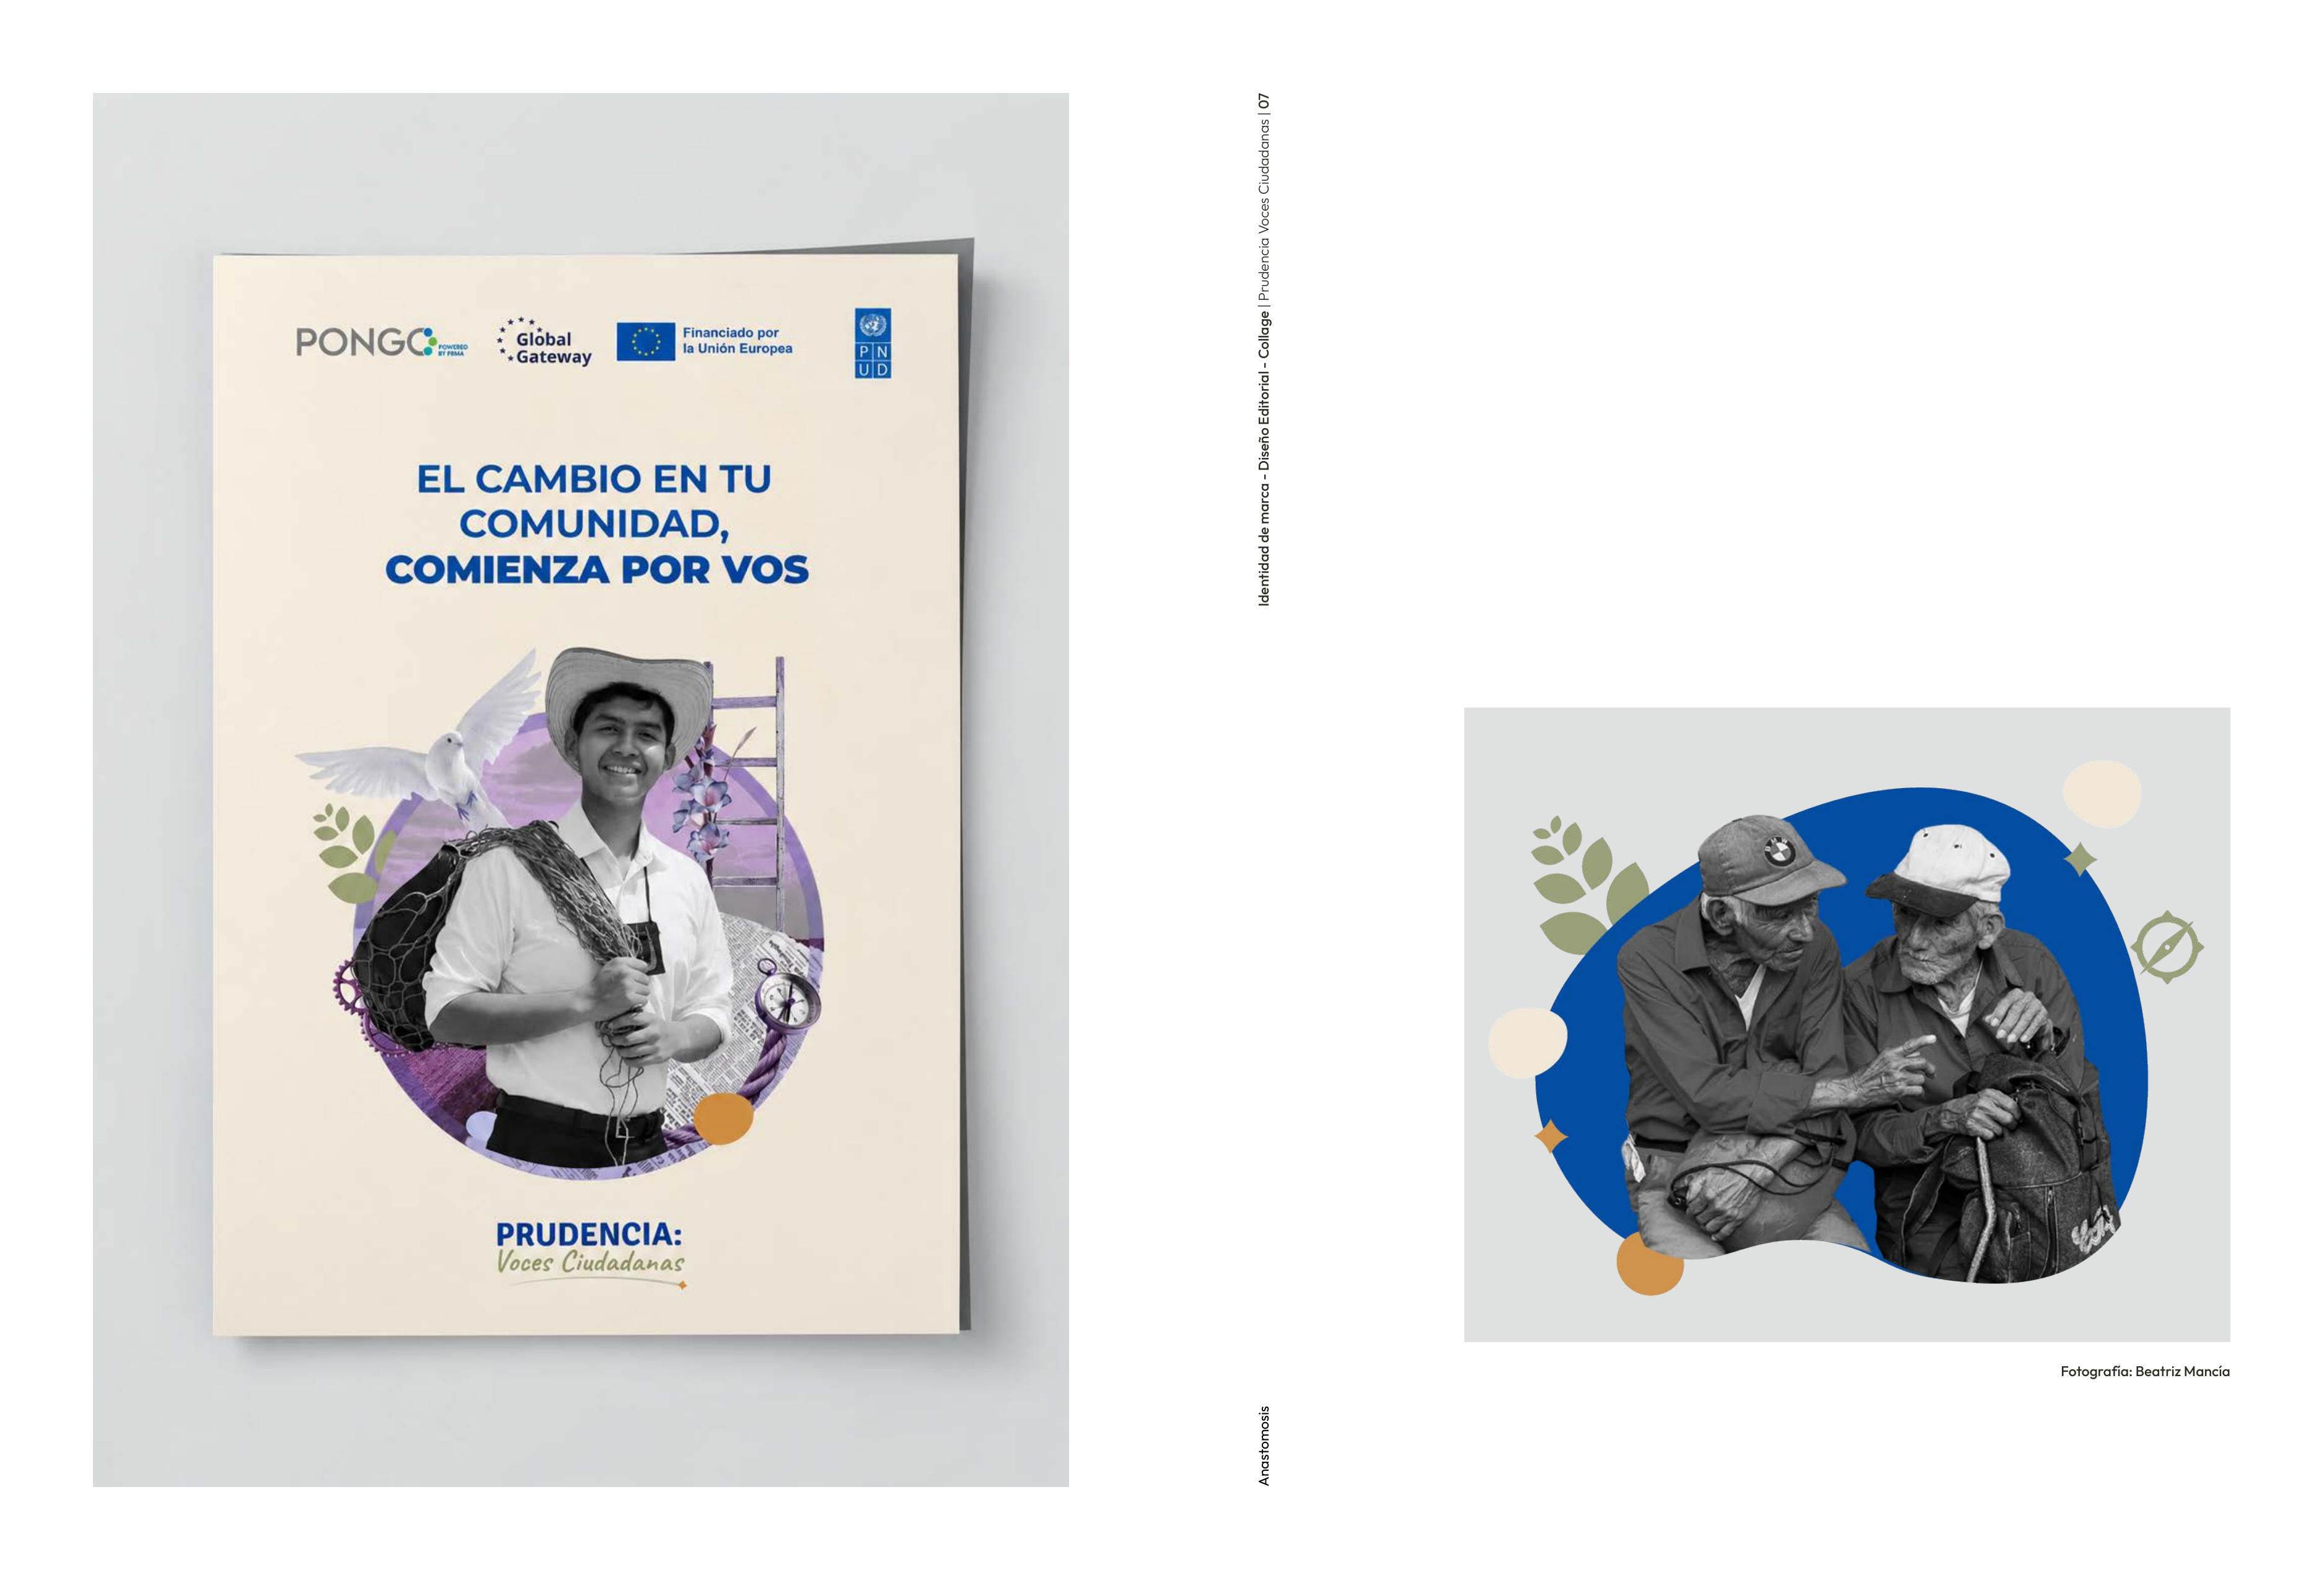 PONGO
POWERED
BY FRMA
Global
Gateway
Financiado por
la Unión Europea
P N
U D
EL CAMBIO EN TU
COMUNIDAD,
COMIENZA POR VOS
PRUDENCIA:
Voces Ciudadanas
Identidad de marca - Diseño Editorial - Collage | Prudencia Voces Ciudadanas | 07
Anastomosis
Fotografía: Beatriz Mancía